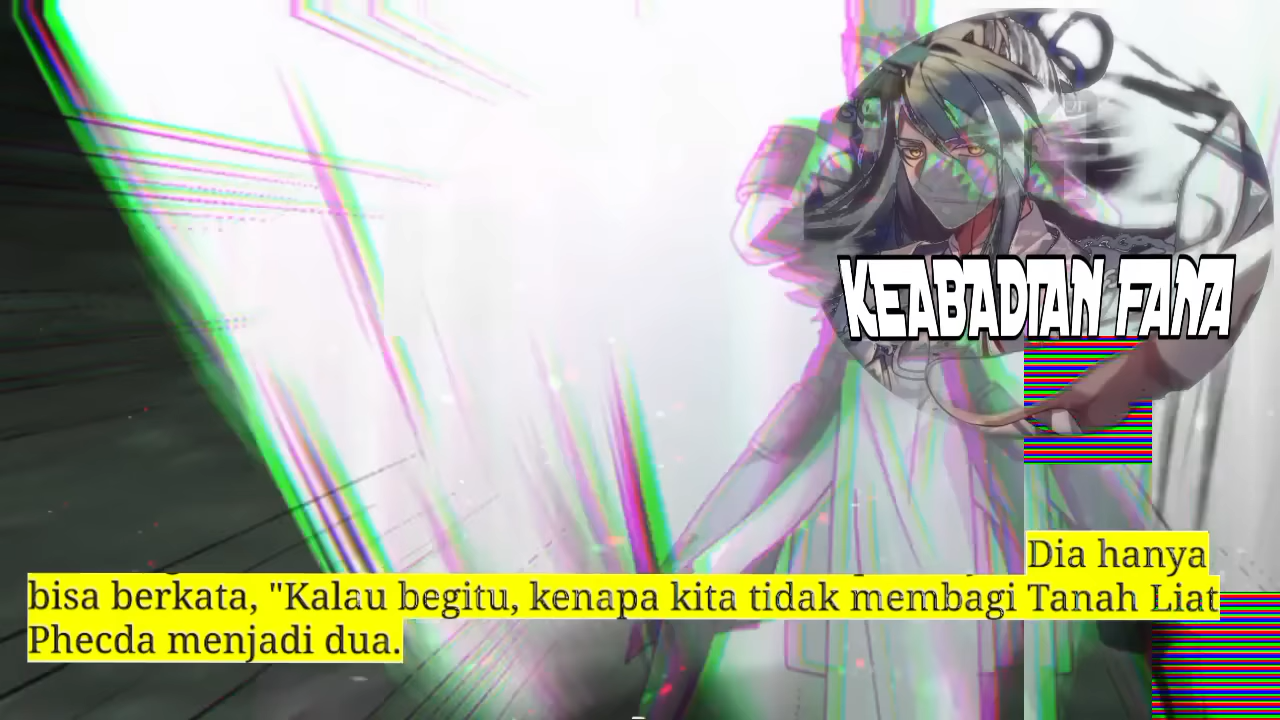 KEABADIAN FANA
Dia hanya
bisa berkata, "Kalau begitu, kenapa kita tidak membagi Tanah Liat
Phecda menjadi dua.